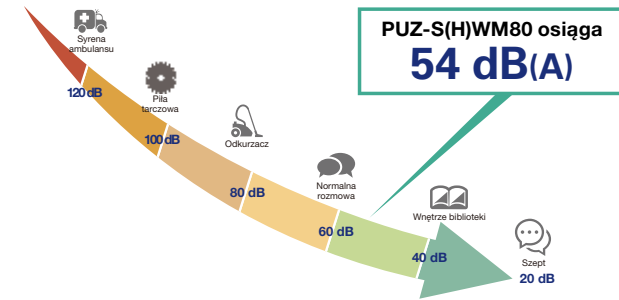 PUZ-S(H)WM80 osiąga
54 dB(A)
Syrena
ambulansu
120 dB
Piła
tarczowa
100 dB
Odkurzacz
80 dB
Normalna
rozmowa
60 dB
Wnętrze biblioteki
40 dB
Szept
20 dB